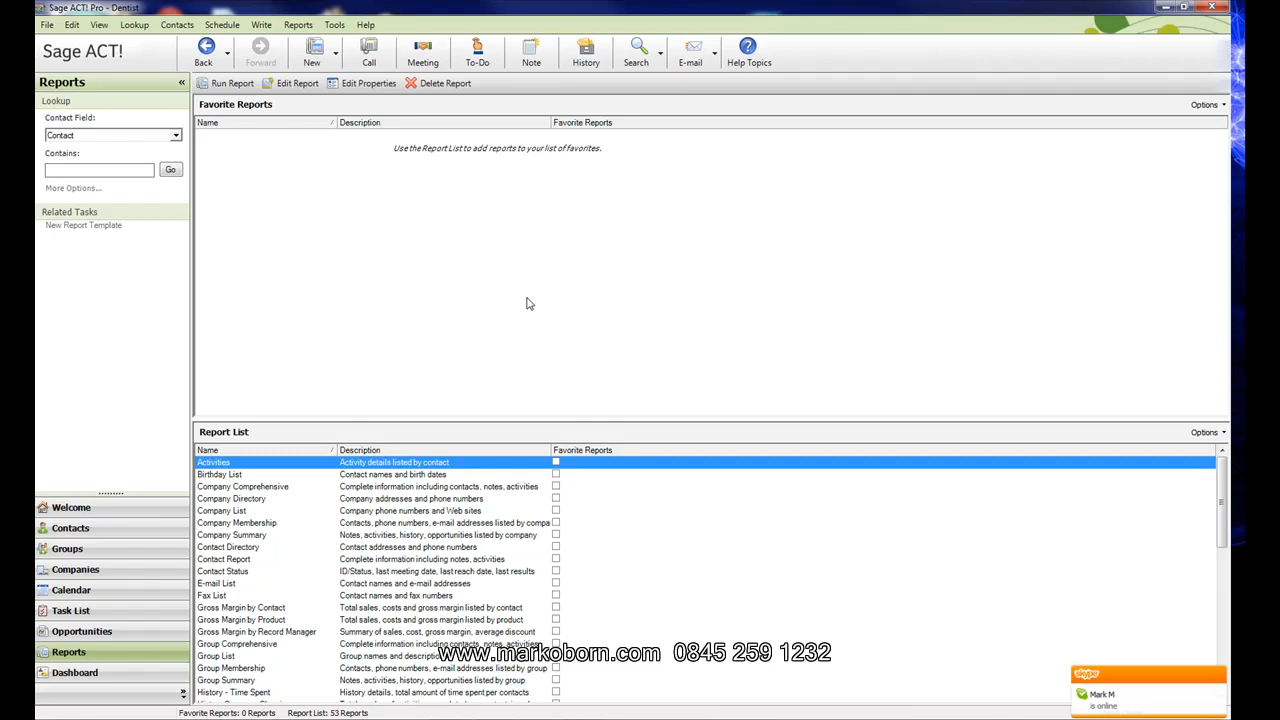 Sage ACT! Pro - Dentist
File Edit View Lookup Contacts Schedule Write Reports Tools Help
Sage ACT!
Back Forward New Call Meeting To-Do Note History Search E-mail Help Topics
Reports «
Run Report Edit Report Edit Properties Delete Report
Lookup
Contact Field:
Contact
Contains:
Go
More Options...
Related Tasks
New Report Template
Favorite Reports Options
Name Description Favorite Reports
Use the Report List to add reports to your list of favorites.
Report List Options
Name Description Favorite Reports
Activities Activity details listed by contact
Birthday List Contact names and birth dates
Company Comprehensive Complete information including contacts, notes, activities
Company Directory Company addresses and phone numbers
Company List Company phone numbers and Web sites
Company Membership Contacts, phone numbers, e-mail addresses listed by compa
Company Summary Notes, activities, history, opportunities listed by company
Contact Directory Contact addresses and phone numbers
Contact Report Complete information including notes, activities
Contact Status ID/Status, last meeting date, last reach date, last results
E-mail List Contact names and e-mail addresses
Fax List Contact names and fax numbers
Gross Margin by Contact Total sales, costs and gross margin listed by contact
Gross Margin by Product Total sales, costs and gross margin listed by product
Gross Margin by Record Manager Summary of sales, cost, gross margin, average discount
Group Comprehensive Complete information including contacts, notes, activities
Group List Group names and
Group Membership Contacts, phone numbers, e-mail addresses listed by group
Group Summary Notes, activities, history, opportunities listed by group
History - Time Spent History details, total amount of time spent per contacts
Welcome
Contacts
Groups
Companies
Calendar
Task List
Opportunities
Reports
Dashboard
»
www.markoborn.com 0845 259 1232
skype
Mark M
is online
Favorite Reports: 0 Reports Report List: 53 Reports